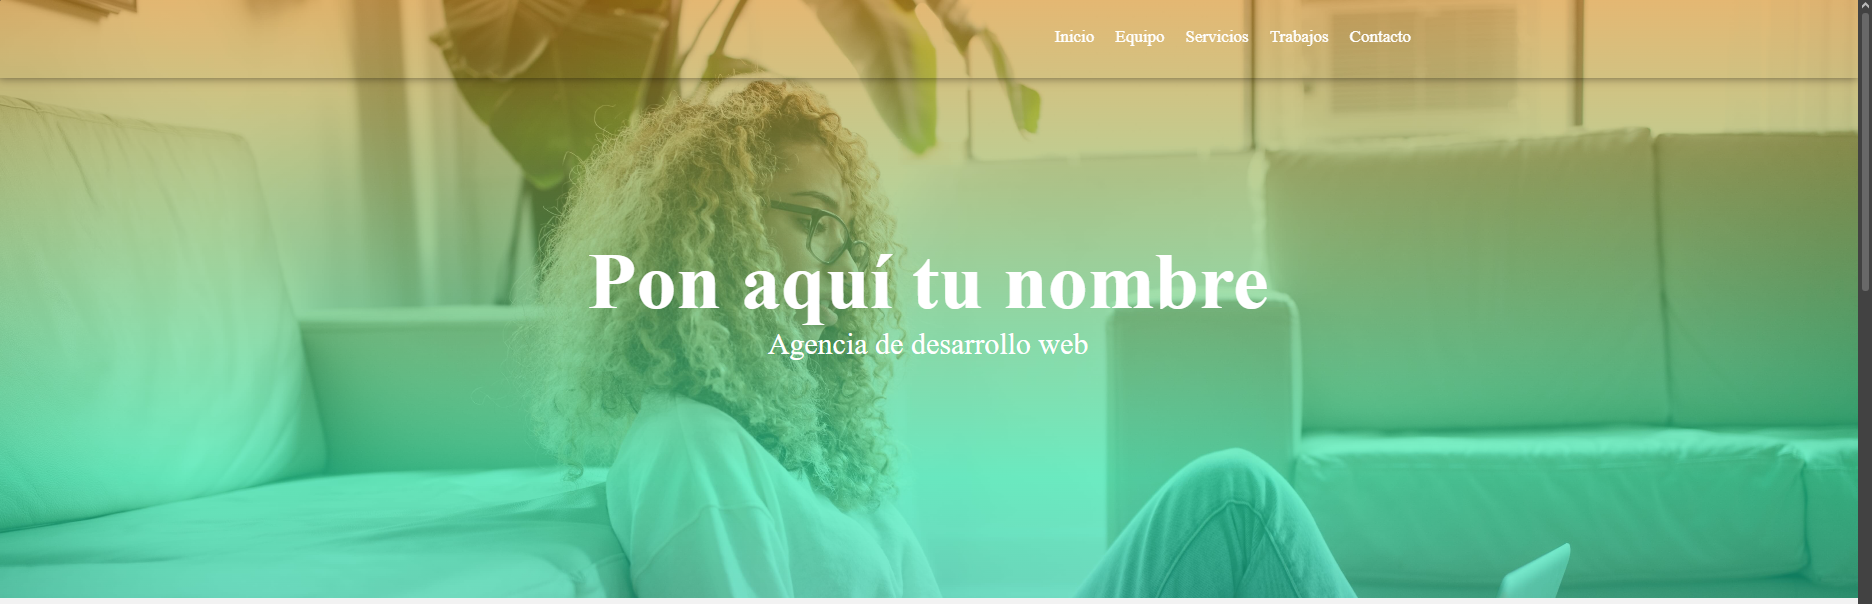 Inicio Equipo Servicios Trabajos Contacto
Pon aquí tu nombre
Agencia de desarrollo web